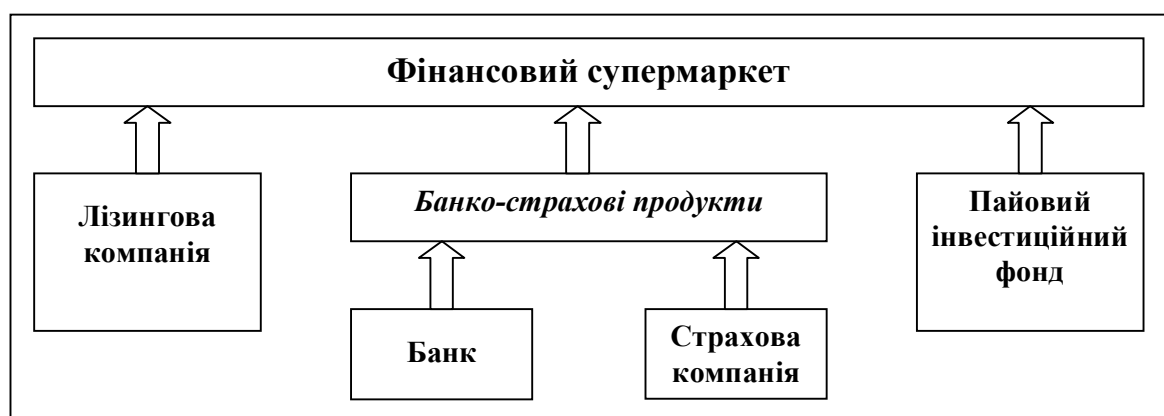 Фінансовий супермаркет
Лізингова
компанія
Банко-страхові продукти
Пайовий
інвестиційний
фонд
Банк
Страхова
компанія